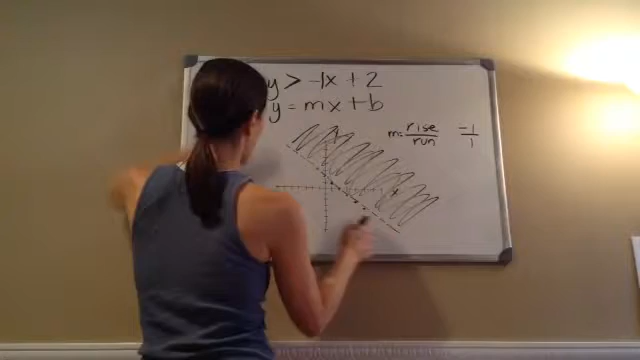 y > -1x + 2
y = mx + b
m= rise/run -1/1